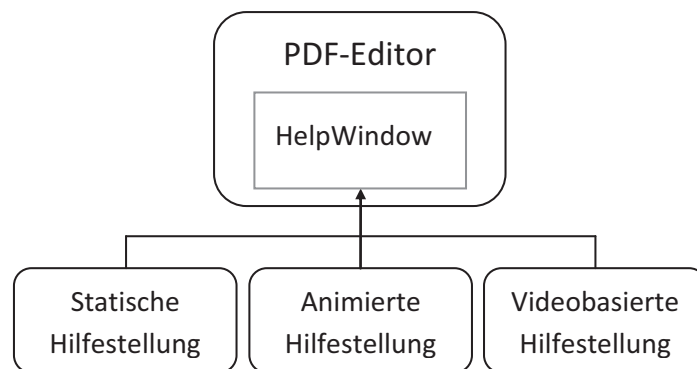 PDF-Editor
HelpWindow
Statische
Hilfestellung
Animierte
Hilfestellung
Videobasierte
Hilfestellung